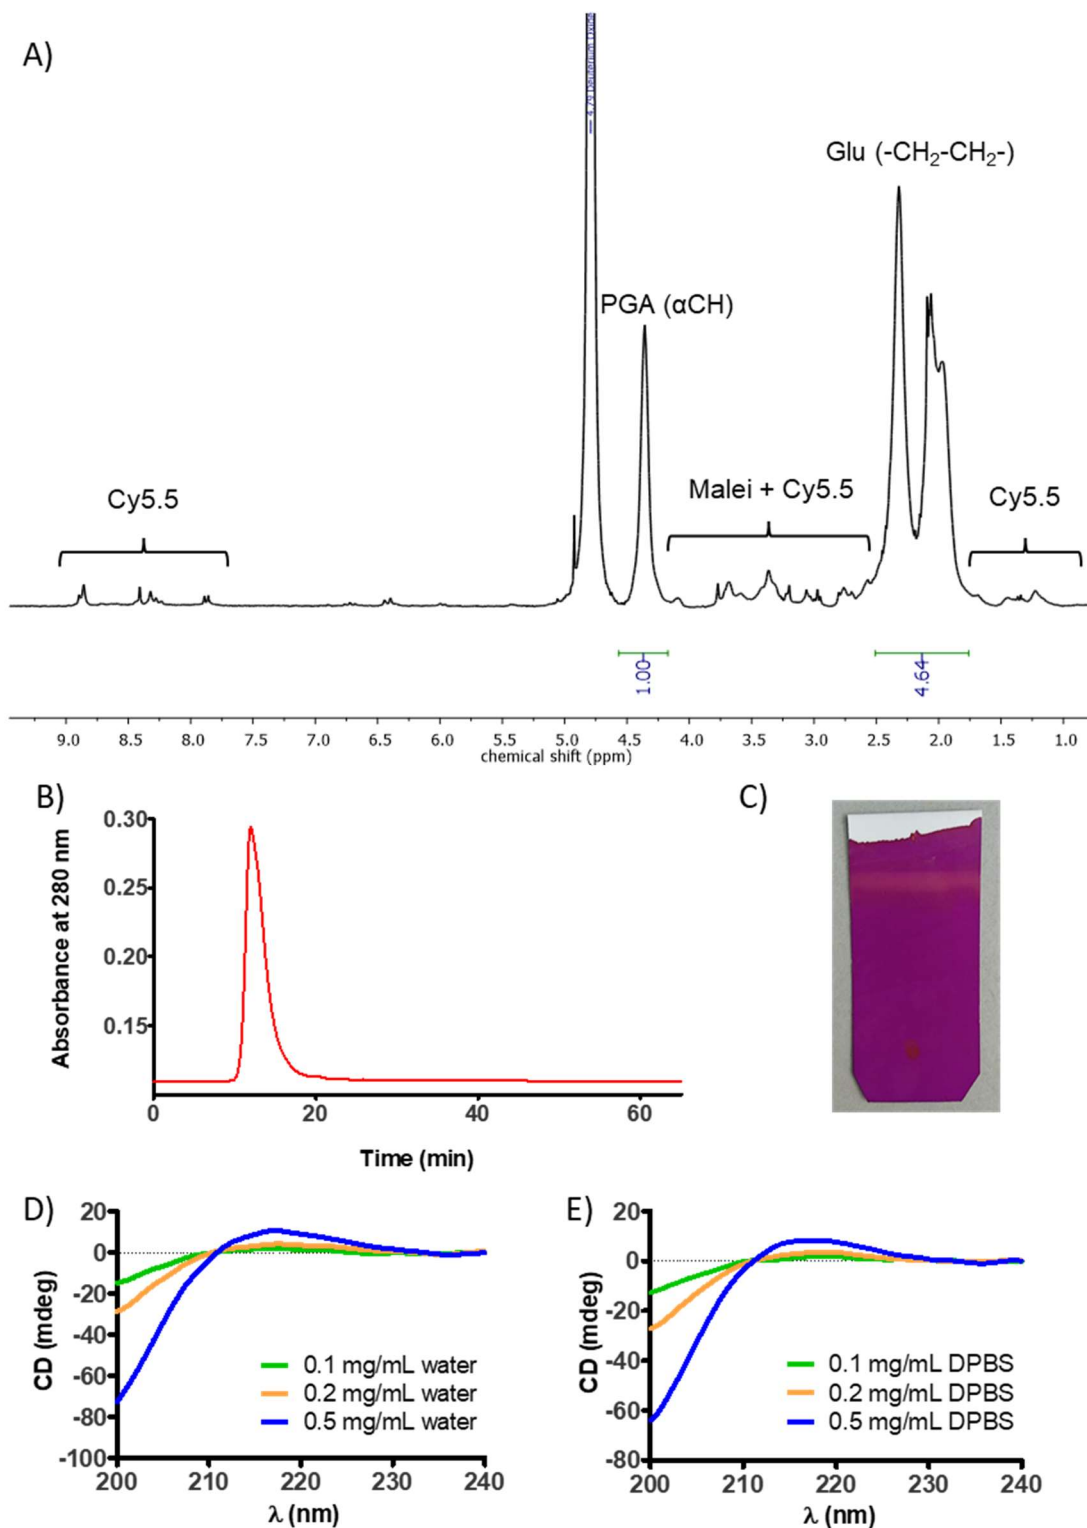 A)
4.79 Deuterium Oxide
Glu (-CH₂-CH₂-)
PGA (αCH)
Cy5.5
Malei + Cy5.5
Cy5.5
1.00
4.64
9.0 8.5 8.0 7.5 7.0 6.5 6.0 5.5 5.0 4.5 4.0 3.5 3.0 2.5 2.0 1.5 1.0
chemical shift (ppm)
B)
Absorbance at 280 nm
0.30
0.25
0.20
0.15
0 20 40 60
Time (min)
C)
D)
CD (mdeg)
20
0
-20
-40
-60
-80
-100
0.1 mg/mL water
0.2 mg/mL water
0.5 mg/mL water
200 210 220 230 240
λ (nm)
E)
CD (mdeg)
20
0
-20
-40
-60
-80
0.1 mg/mL DPBS
0.2 mg/mL DPBS
0.5 mg/mL DPBS
200 210 220 230 240
λ (nm)